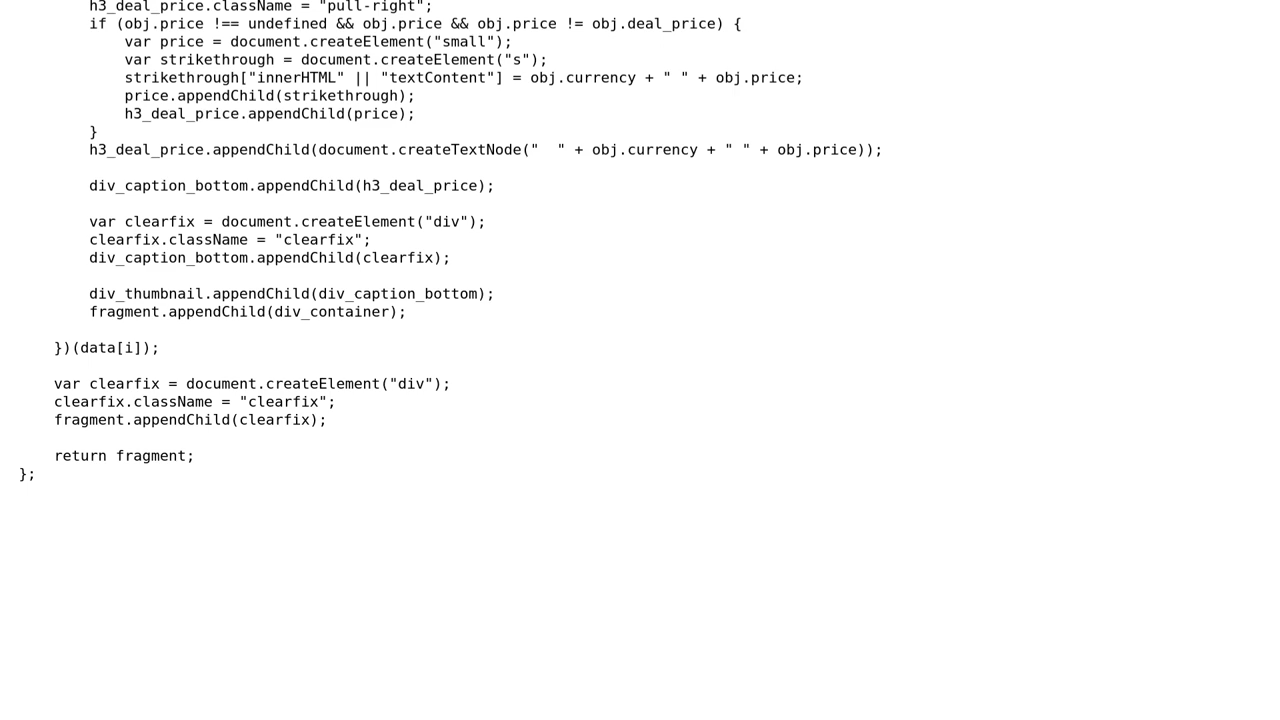 h3_deal_price.className = "pull-right";
if (obj.price !== undefined && obj.price && obj.price != obj.deal_price) {
var price = document.createElement("small");
var strikethrough = document.createElement("s");
strikethrough["innerHTML" || "textContent"] = obj.currency + " " + obj.price;
price.appendChild(strikethrough);
h3_deal_price.appendChild(price);
}
h3_deal_price.appendChild(document.createTextNode("  " + obj.currency + " " + obj.price));
div_caption_bottom.appendChild(h3_deal_price);
var clearfix = document.createElement("div");
clearfix.className = "clearfix";
div_caption_bottom.appendChild(clearfix);
div_thumbnail.appendChild(div_caption_bottom);
fragment.appendChild(div_container);
})(data[i]);
var clearfix = document.createElement("div");
clearfix.className = "clearfix";
fragment.appendChild(clearfix);
return fragment;
};